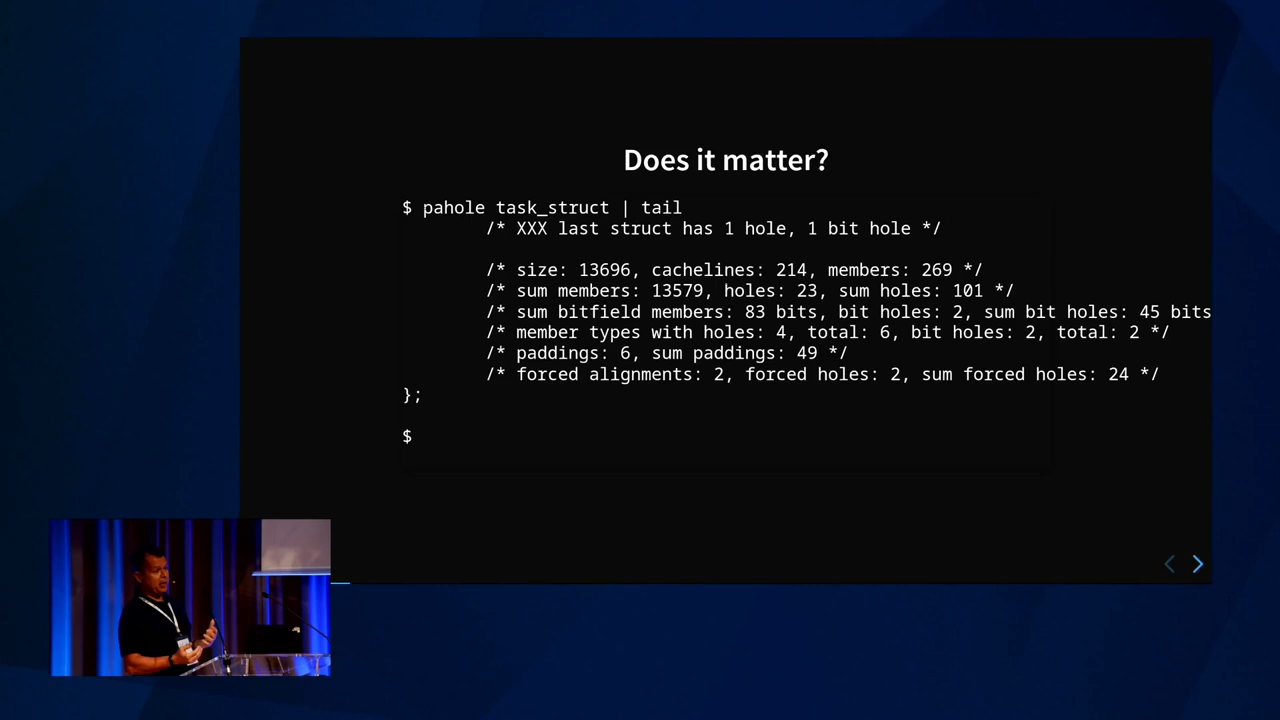 Does it matter?
$ pahole task_struct | tail
/* XXX last struct has 1 hole, 1 bit hole */
/* size: 13696, cachelines: 214, members: 269 */
/* sum members: 13579, holes: 23, sum holes: 101 */
/* sum bitfield members: 83 bits, bit holes: 2, sum bit holes: 45 bits
/* member types with holes: 4, total: 6, bit holes: 2, total: 2 */
/* paddings: 6, sum paddings: 49 */
/* forced alignments: 2, forced holes: 2, sum forced holes: 24 */
};
$